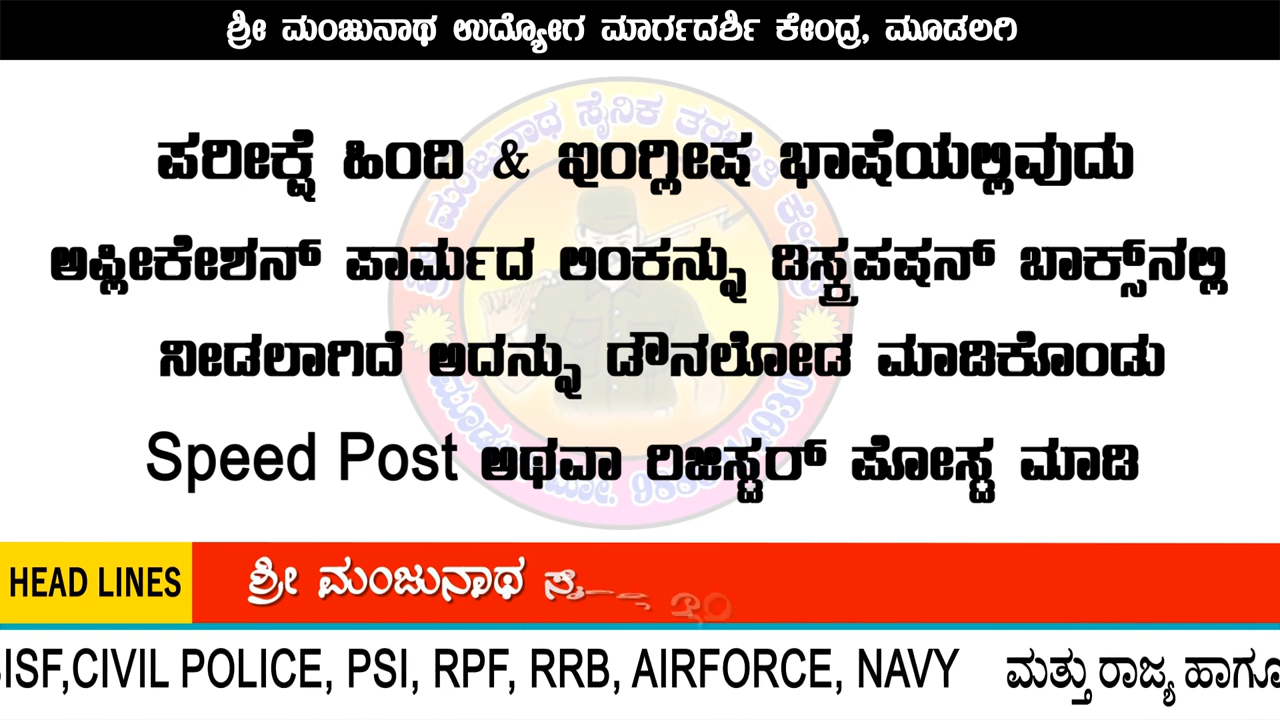 ಶ್ರೀ ಮಂಜುನಾಥ ಉದ್ಯೋಗ ಮಾರ್ಗದರ್ಶಿ ಕೇಂದ್ರ, ಮೂಡಲಗಿ
ಪರೀಕ್ಷೆ ಹಿಂದಿ & ಇಂಗ್ಲೀಷ ಭಾಷೆಯಲ್ಲಿವುದು
ಅಪ್ಲೀಕೇಶನ್ ಪಾರ್ಮದ ಲಿಂಕನ್ನು ಡಿಸ್ಕ್ರಪಷನ್ ಬಾಕ್ಸ್‌ನಲ್ಲಿ
ನೀಡಲಾಗಿದೆ ಅದನ್ನು ಡೌನಲೋಡ ಮಾಡಿಕೊಂಡು
Speed Post ಅಥವಾ ರಿಜಿಸ್ಟರ್ ಪೋಸ್ಟ ಮಾಡಿ
HEAD LINES ಶ್ರೀ ಮಂಜುನಾಥ
ISF,CIVIL POLICE, PSI, RPF, RRB, AIRFORCE, NAVY ಮತ್ತು ರಾಜ್ಯ ಹಾಗೂ